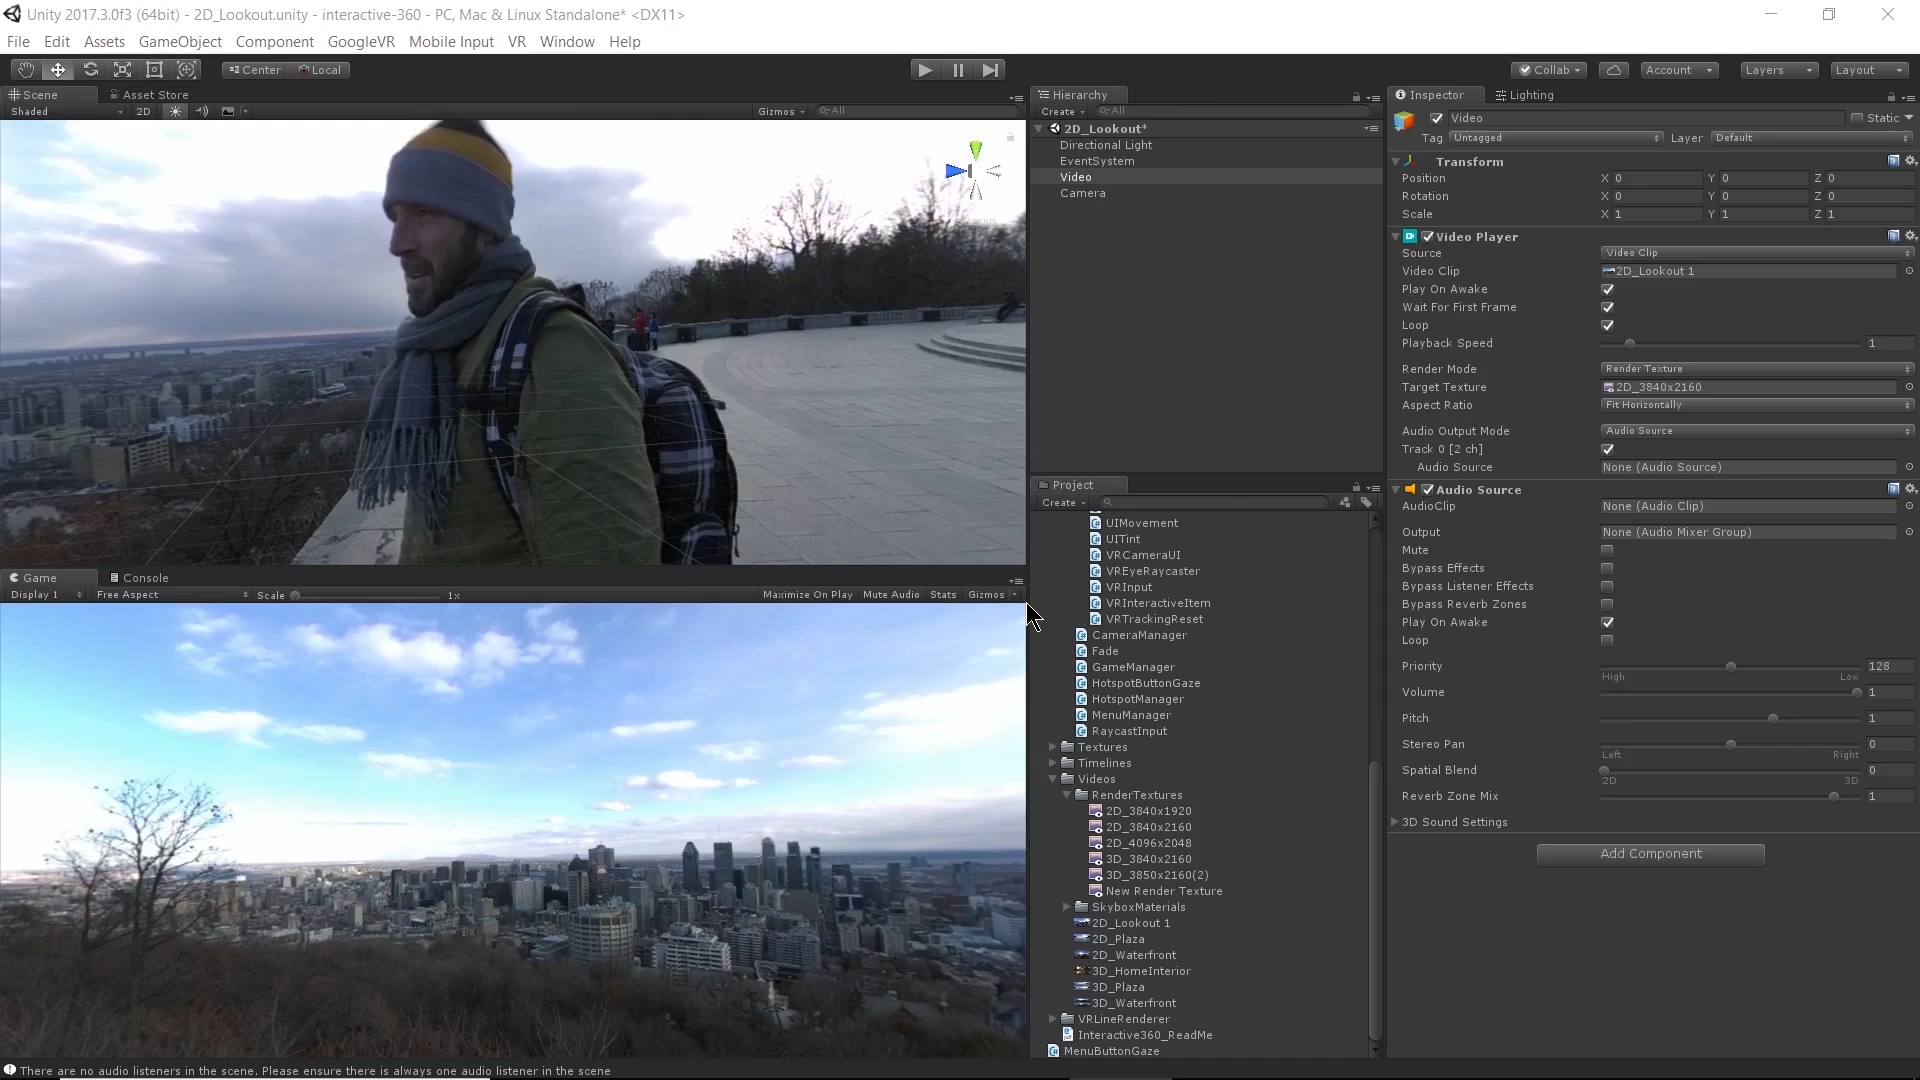 Unity 2017.3.0f3 (64bit) - 2D_Lookout.unity - interactive-360 - PC, Mac & Linux Standalone* <DX11>
File Edit Assets GameObject Component GoogleVR Mobile Input VR Window Help
Center Local Collab Account Layers Layout
Scene Asset Store
Shaded 2D Gizmos All
Game Console
Display 1 Free Aspect Scale 1x Maximize On Play Mute Audio Stats Gizmos
Hierarchy
Create All
2D_Lookout*
Directional Light
EventSystem
Video
Camera
Project
Create
UIMovement
UITint
VRCameraUI
VREyeRaycaster
VRInput
VRInteractiveItem
VRTrackingReset
CameraManager
Fade
GameManager
HotspotButtonGaze
HotspotManager
MenuManager
RaycastInput
Textures
Timelines
Videos
RenderTextures
2D_3840x1920
2D_3840x2160
2D_4096x2048
3D_3840x2160
3D_3850x2160(2)
New Render Texture
SkyboxMaterials
2D_Lookout 1
2D_Plaza
2D_Waterfront
3D_HomeInterior
3D_Plaza
3D_Waterfront
VRLineRenderer
Interactive360_ReadMe
MenuButtonGaze
Inspector Lighting
Video Static
Tag Untagged Layer Default
Transform
Position X 0 Y 0 Z 0
Rotation X 0 Y 0 Z 0
Scale X 1 Y 1 Z 1
Video Player
Source Video Clip
Video Clip 2D_Lookout 1
Play On Awake
Wait For First Frame
Loop
Playback Speed 1
Render Mode Render Texture
Target Texture 2D_3840x2160
Aspect Ratio Fit Horizontally
Audio Output Mode Audio Source
Track 0 [2 ch]
Audio Source None (Audio Source)
Audio Source
AudioClip None (Audio Clip)
Output None (Audio Mixer Group)
Mute
Bypass Effects
Bypass Listener Effects
Bypass Reverb Zones
Play On Awake
Loop
Priority 128
High Low
Volume 1
Pitch 1
Stereo Pan 0
Left Right
Spatial Blend 0
2D 3D
Reverb Zone Mix 1
3D Sound Settings
Add Component
There are no audio listeners in the scene. Please ensure there is always one audio listener in the scene